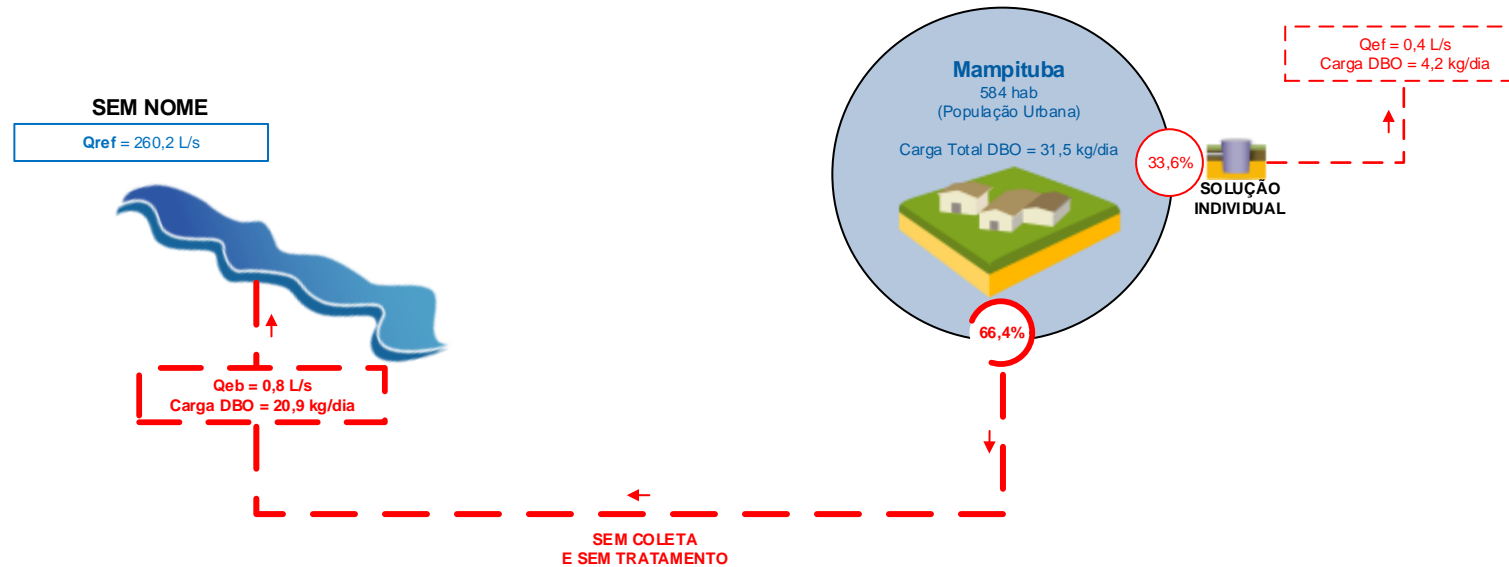 SEM NOME
Qref = 260,2 L/s
Mampituba
584 hab
(População Urbana)
Carga Total DBO = 31,5 kg/dia
33,6%
SOLUÇÃO
INDIVIDUAL
Qef = 0,4 L/s
Carga DBO = 4,2 kg/dia
66,4%
Qeb = 0,8 L/s
Carga DBO = 20,9 kg/dia
SEM COLETA
E SEM TRATAMENTO